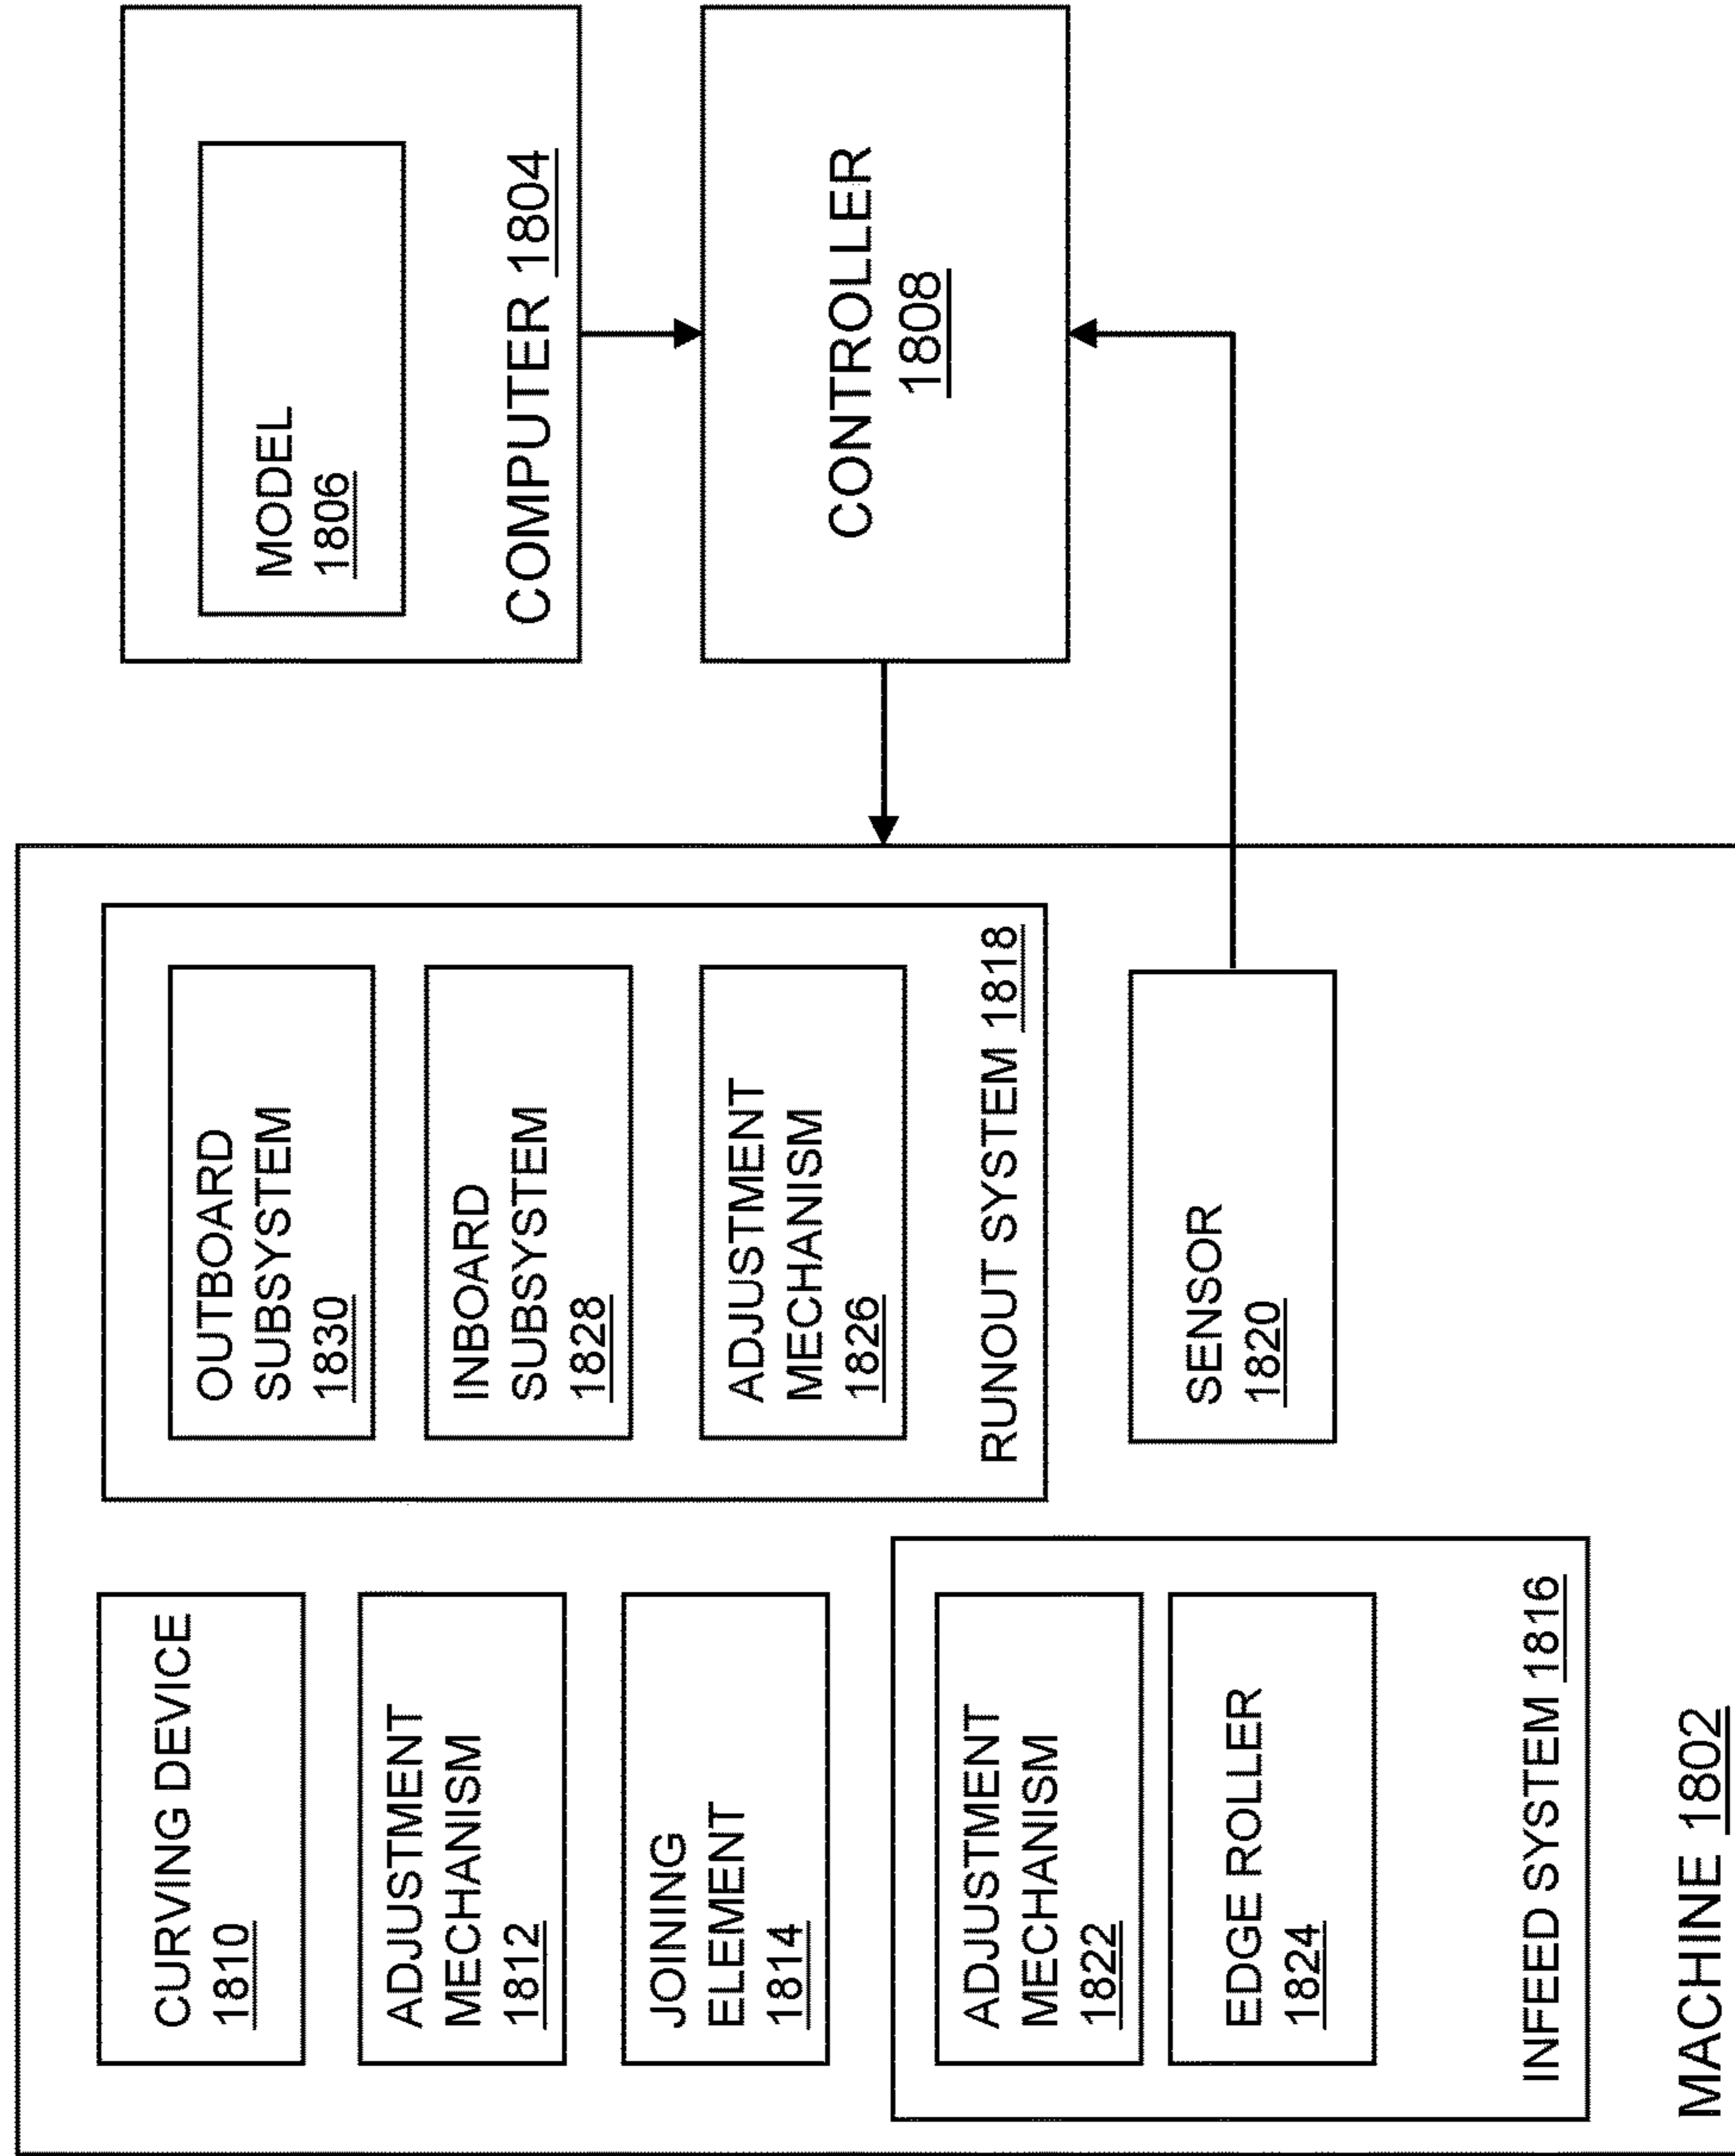 CURVING DEVICE
1810
ADJUSTMENT
MECHANISM
1812
JOINING
ELEMENT
1814
ADJUSTMENT
MECHANISM
1822
EDGE ROLLER
1824
INFEED SYSTEM 1816
OUTBOARD
SUBSYSTEM
1830
INBOARD
SUBSYSTEM
1828
ADJUSTMENT
MECHANISM
1826
RUNOUT SYSTEM 1818
SENSOR
1820
MACHINE 1802
MODEL
1806
COMPUTER 1804
CONTROLLER
1808